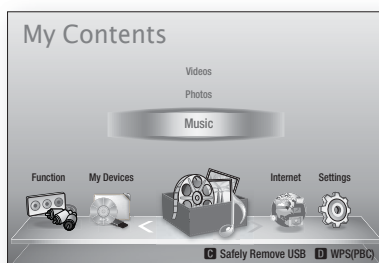 My Contents
Videos
Photos
Music
Function My Devices Internet Settings
C Safely Remove USB D WPS(PBC)